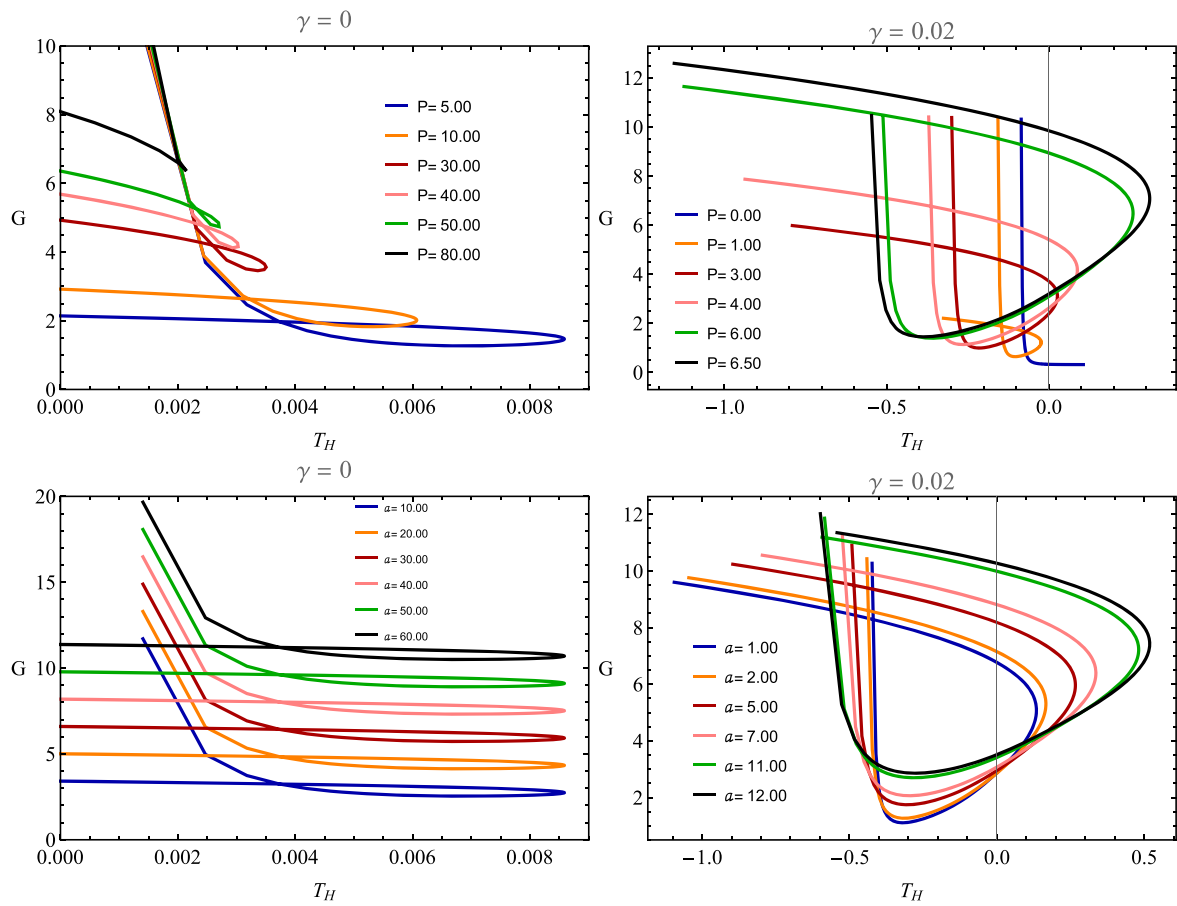 γ = 0
10
8
6
4
2
0
G
P= 5.00
P= 10.00
P= 30.00
P= 40.00
P= 50.00
P= 80.00
0.000 0.002 0.004 0.006 0.008
T_H
γ = 0.02
12
10
8
6
4
2
0
G
P= 0.00
P= 1.00
P= 3.00
P= 4.00
P= 6.00
P= 6.50
-1.0 -0.5 0.0
T_H
γ = 0
20
15
10
5
0
G
a= 10.00
a= 20.00
a= 30.00
a= 40.00
a= 50.00
a= 60.00
0.000 0.002 0.004 0.006 0.008
T_H
γ = 0.02
12
10
8
6
4
2
G
a= 1.00
a= 2.00
a= 5.00
a= 7.00
a= 11.00
a= 12.00
-1.0 -0.5 0.0 0.5
T_H